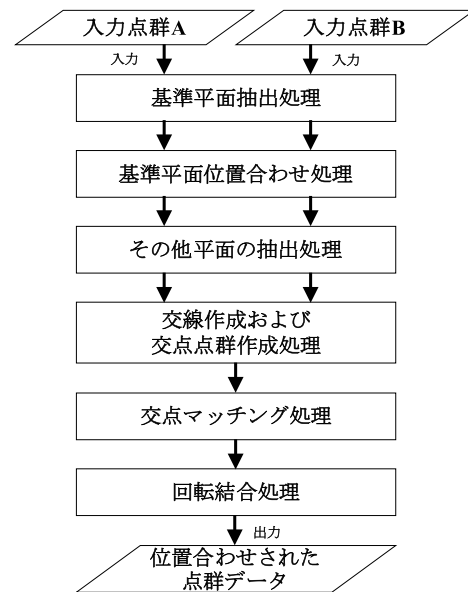 入力点群A
入力点群B
入力
入力
基準平面抽出処理
基準平面位置合わせ処理
その他平面の抽出処理
交線作成および
交点点群作成処理
交点マッチング処理
回転結合処理
出力
位置合わせされた
点群データ